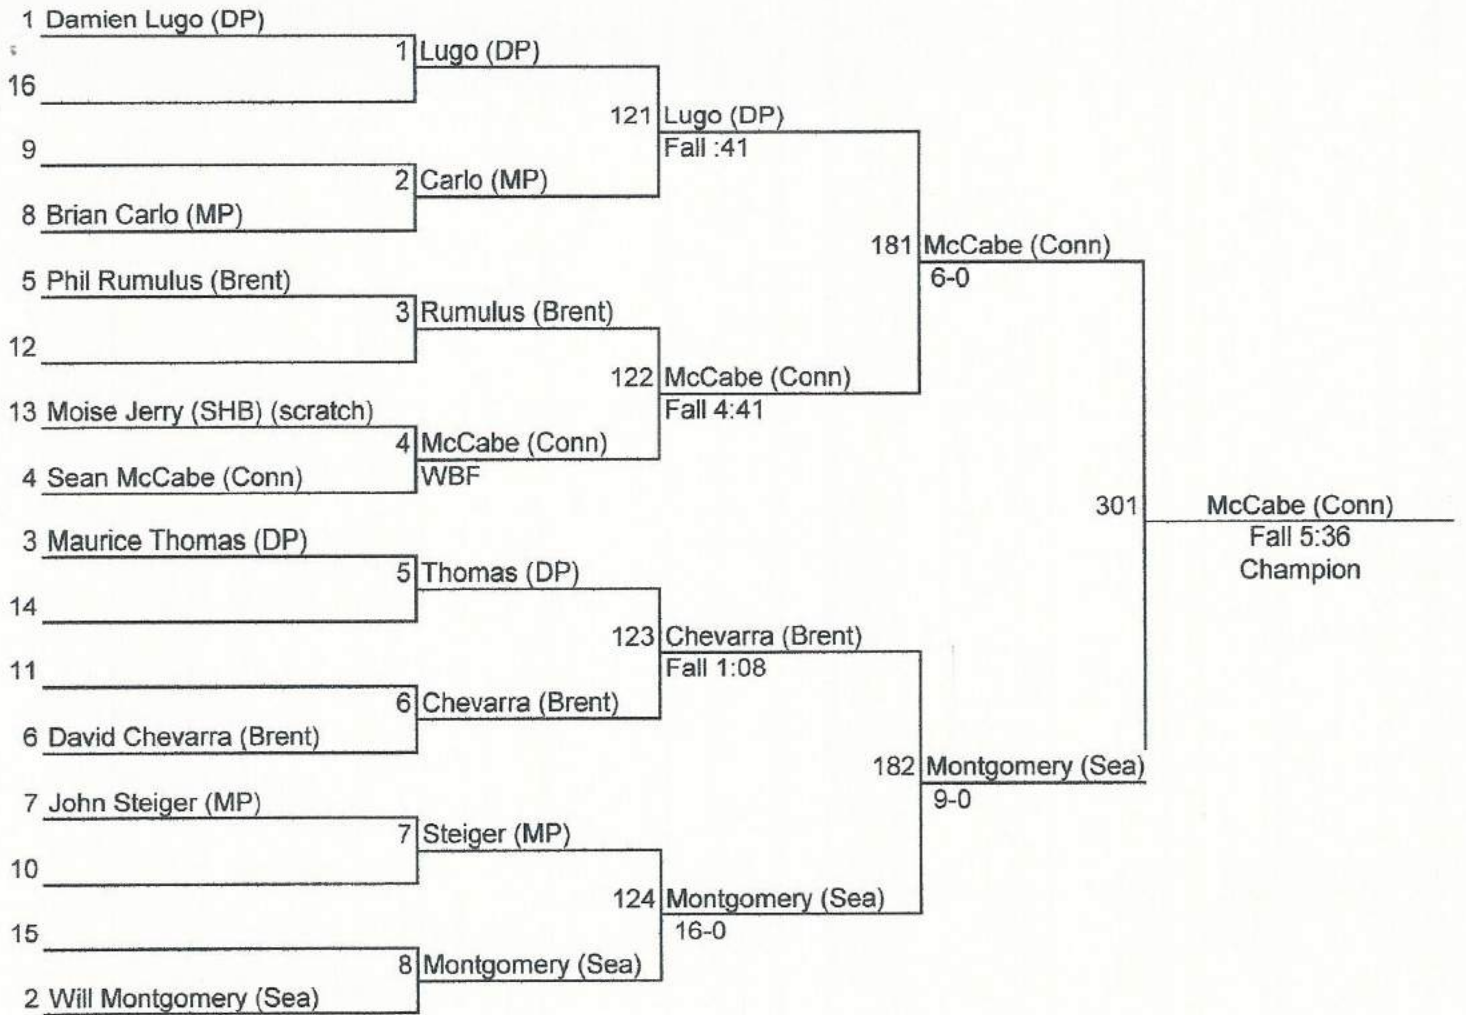 1 Damien Lugo (DP)
1 Lugo (DP)
16
121 Lugo (DP)
Fall :41
9
2 Carlo (MP)
8 Brian Carlo (MP)
181 McCabe (Conn)
6-0
5 Phil Rumulus (Brent)
3 Rumulus (Brent)
12
122 McCabe (Conn)
Fall 4:41
13 Moise Jerry (SHB) (scratch)
4 McCabe (Conn)
WBF
4 Sean McCabe (Conn)
301 McCabe (Conn)
Fall 5:36
Champion
3 Maurice Thomas (DP)
5 Thomas (DP)
14
123 Chevarra (Brent)
Fall 1:08
11
6 Chevarra (Brent)
6 David Chevarra (Brent)
182 Montgomery (Sea)
9-0
7 John Steiger (MP)
7 Steiger (MP)
10
124 Montgomery (Sea)
16-0
15
8 Montgomery (Sea)
2 Will Montgomery (Sea)